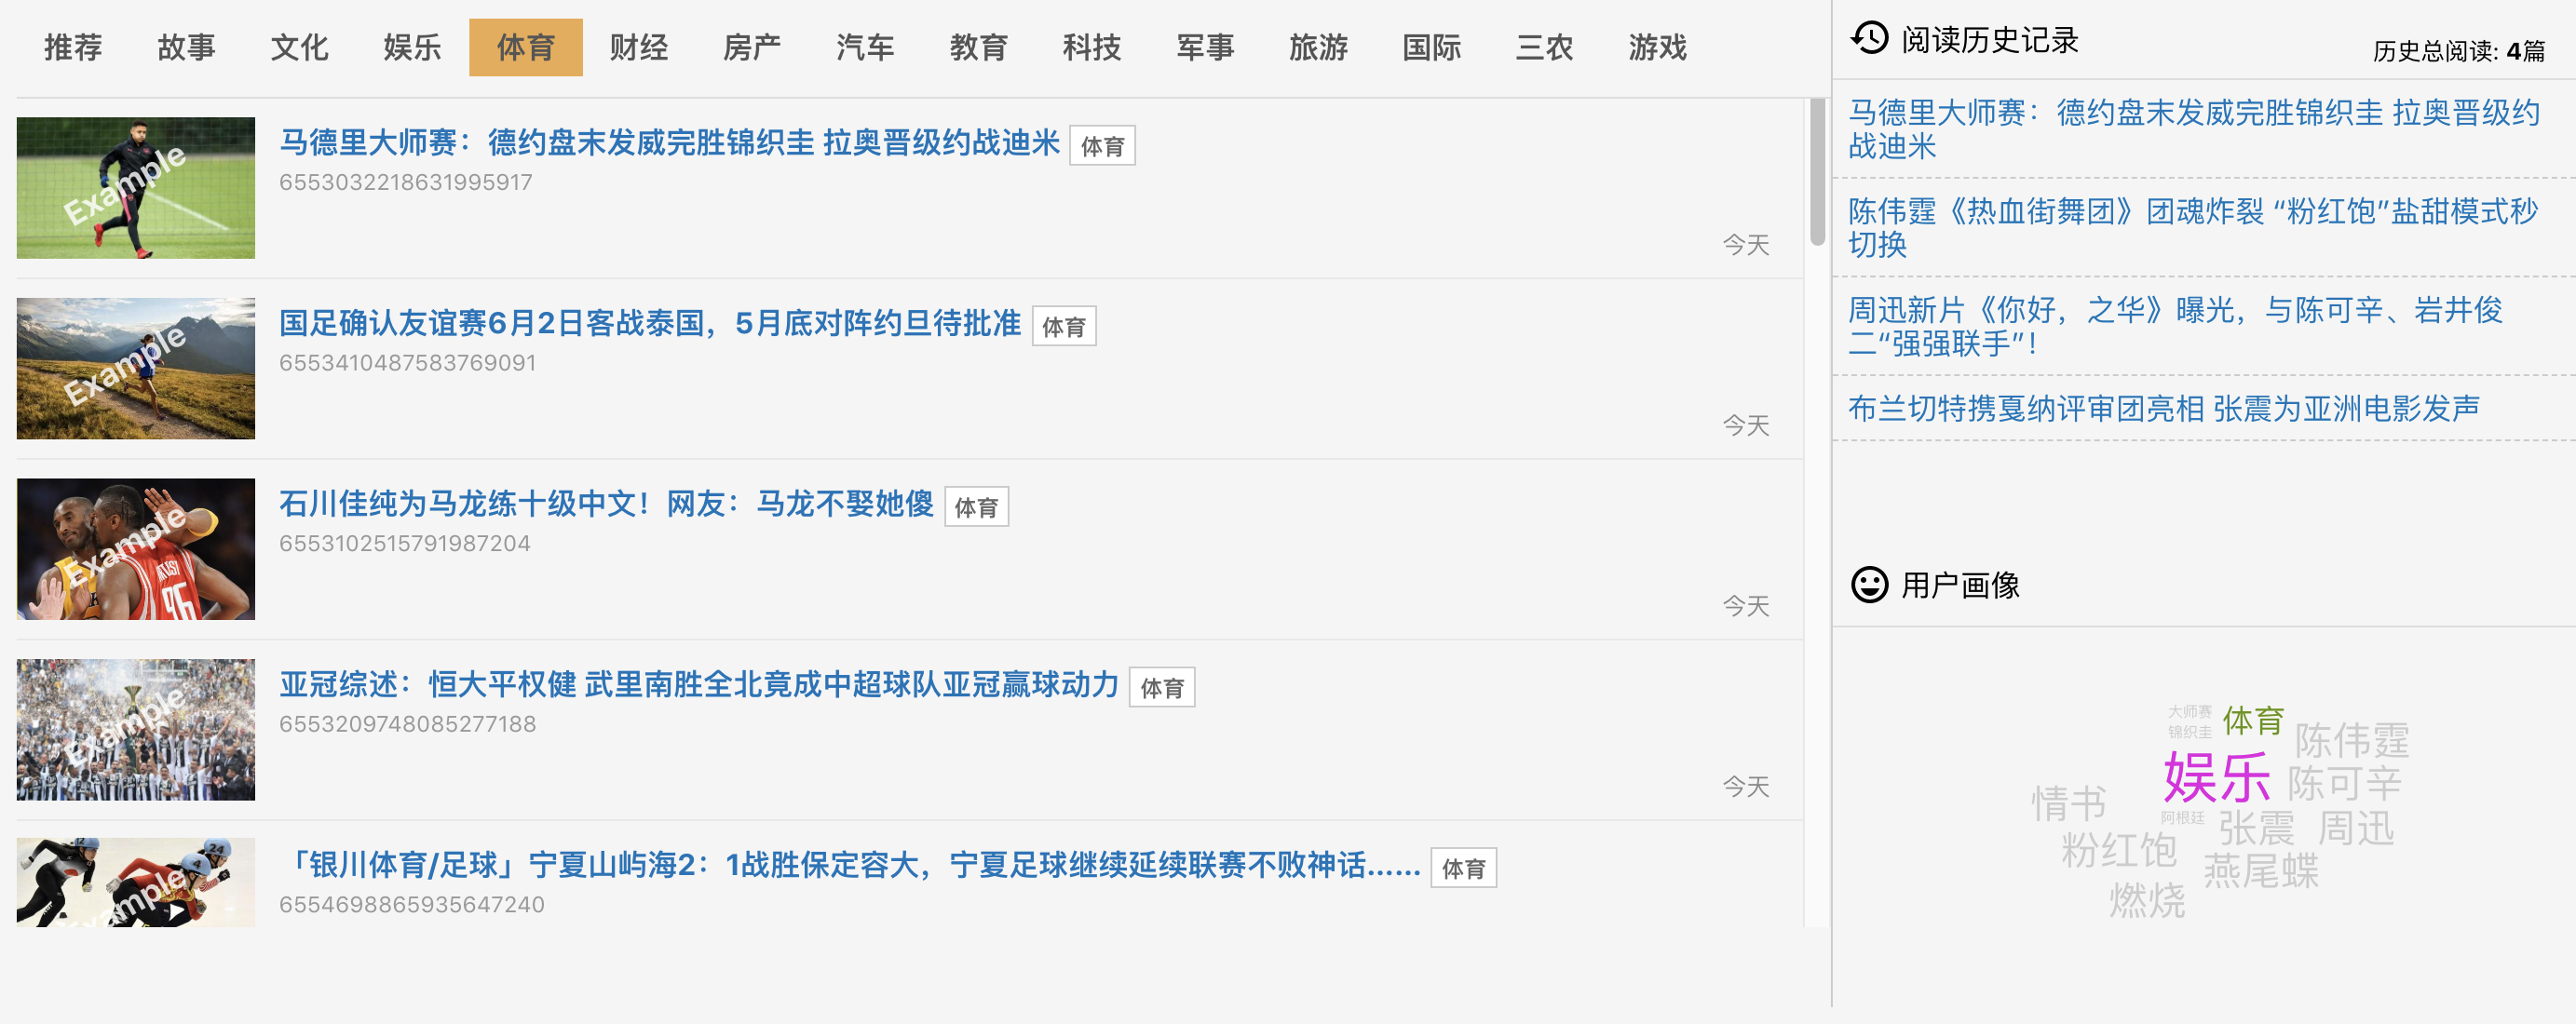 推荐 故事 文化 娱乐 体育 财经 房产 汽车 教育 科技 军事 旅游 国际 三农 游戏
马德里大师赛：德约盘末发威完胜锦织圭 拉奥晋级约战迪米 体育
6553032218631995917
今天
Example
国足确认友谊赛6月2日客战泰国，5月底对阵约旦待批准 体育
6553410487583769091
今天
Example
石川佳纯为马龙练十级中文！网友：马龙不娶她傻 体育
6553102515791987204
今天
Example
ARTEST
96
亚冠综述：恒大平权健 武里南胜全北竟成中超球队亚冠赢球动力 体育
6553209748085277188
今天
Example
「银川体育/足球」宁夏山屿海2：1战胜保定容大，宁夏足球继续延续联赛不败神话…… 体育
6554698865935647240
Example
24
4
阅读历史记录
历史总阅读: 4篇
马德里大师赛：德约盘末发威完胜锦织圭 拉奥晋级约
战迪米
陈伟霆《热血街舞团》团魂炸裂 “粉红饱”盐甜模式秒
切换
周迅新片《你好，之华》曝光，与陈可辛、岩井俊
二“强强联手”！
布兰切特携戛纳评审团亮相 张震为亚洲电影发声
用户画像
大师赛
体育
锦织圭
陈伟霆
娱乐
陈可辛
情书
阿根廷
张震
周迅
粉红饱
燕尾蝶
燃烧